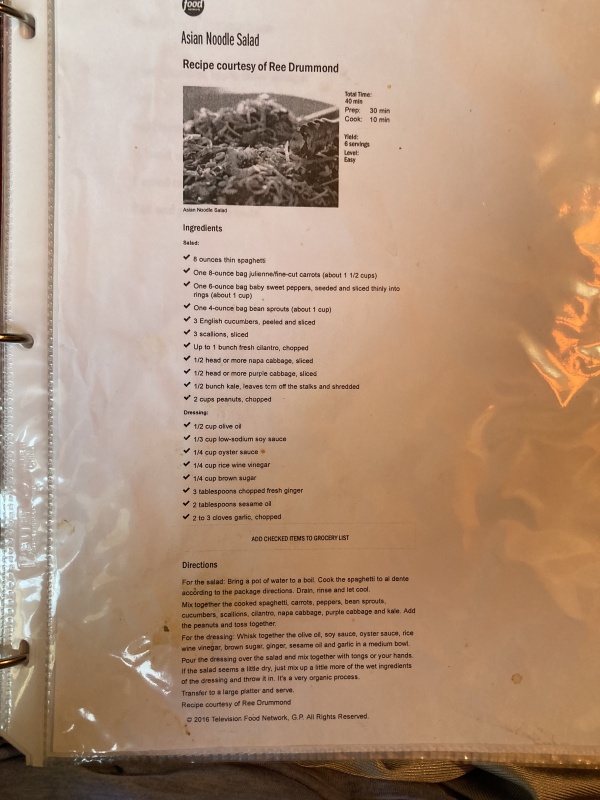 food
Asian Noodle Salad
Recipe courtesy of Ree Drummond
Total Time:
40 min
Prep: 30 min
Cook: 10 min
Yield:
6 servings
Level:
Easy
Asian Noodle Salad
Ingredients
Salad:
8 ounces thin spaghetti
One 8-ounce bag julienne/fine-cut carrots (about 1 1/2 cups)
One 6-ounce bag baby sweet peppers, seeded and sliced thinly into
rings (about 1 cup)
One 4-ounce bag bean sprouts (about 1 cup)
3 English cucumbers, peeled and sliced
3 scallions, sliced
Up to 1 bunch fresh cilantro, chopped
1/2 head or more napa cabbage, sliced
1/2 head or more purple cabbage, sliced
1/2 bunch kale, leaves torn off the stalks and shredded
2 cups peanuts, chopped
Dressing:
1/2 cup olive oil
1/3 cup low-sodium soy sauce
1/4 cup oyster sauce
1/4 cup rice wine vinegar
1/4 cup brown sugar
3 tablespoons chopped fresh ginger
2 tablespoons sesame oil
2 to 3 cloves garlic, chopped
ADD CHECKED ITEMS TO GROCERY LIST
Directions
For the salad: Bring a pot of water to a boil. Cook the spaghetti to al dente
according to the package directions. Drain, rinse and let cool.
Mix together the cooked spaghetti, carrots, peppers, bean sprouts,
cucumbers, scallions, cilantro, napa cabbage, purple cabbage and kale. Add
the peanuts and toss together.
For the dressing: Whisk together the olive oil, soy sauce, oyster sauce, rice
wine vinegar, brown sugar, ginger, sesame oil and garlic in a medium bowl.
Pour the dressing over the salad and mix together with tongs or your hands.
If the salad seems a little dry, just mix up a little more of the wet ingredients
of the dressing and throw it in. It's a very organic process.
Transfer to a large platter and serve.
Recipe courtesy of Ree Drummond
© 2016 Television Food Network, G.P. All Rights Reserved.